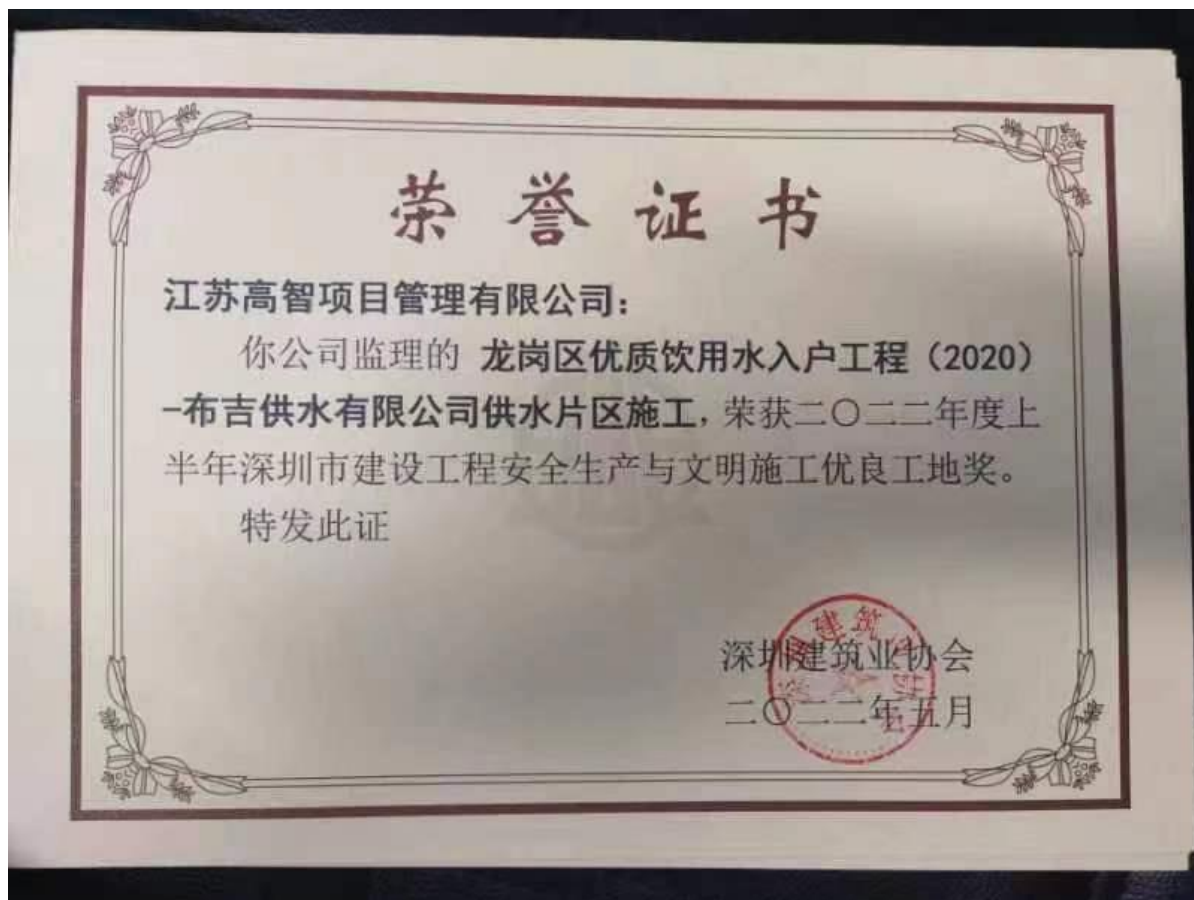 荣誉证书
江苏高智项目管理有限公司：
你公司监理的 龙岗区优质饮用水入户工程（2020）
-布吉供水有限公司供水片区施工，荣获二〇二二年度上
半年深圳市建设工程安全生产与文明施工优良工地奖。
特发此证
深圳建筑业协会
二〇二二年五月